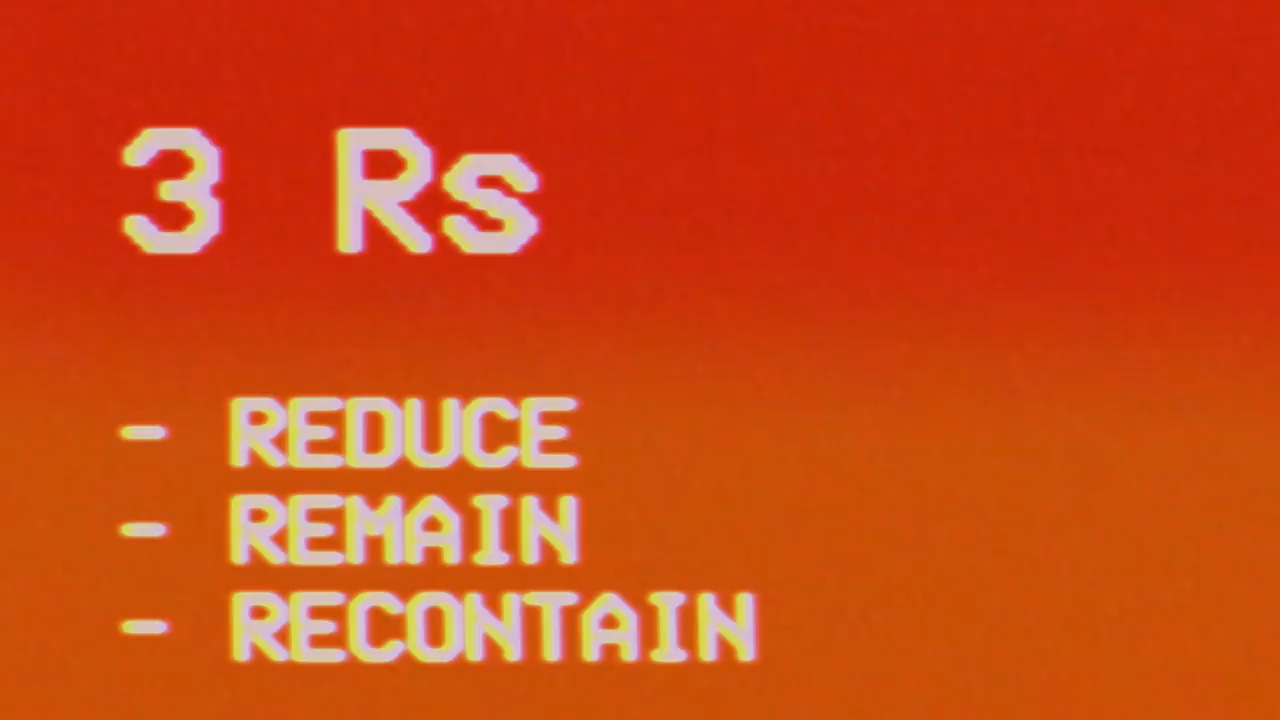 3 Rs
- REDUCE
- REMAIN
- RECONTAIN